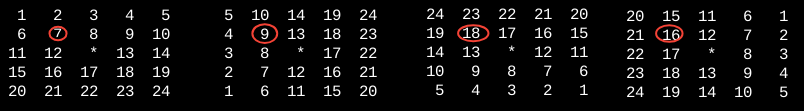 1 2 3 4 5
6 7 8 9 10
11 12 * 13 14
15 16 17 18 19
20 21 22 23 24
5 10 14 19 24
4 9 13 18 23
3 8 * 17 22
2 7 12 16 21
1 6 11 15 20
24 23 22 21 20
19 18 17 16 15
14 13 * 12 11
10 9 8 7 6
5 4 3 2 1
20 15 11 6 1
21 16 12 7 2
22 17 * 8 3
23 18 13 9 4
24 19 14 10 5